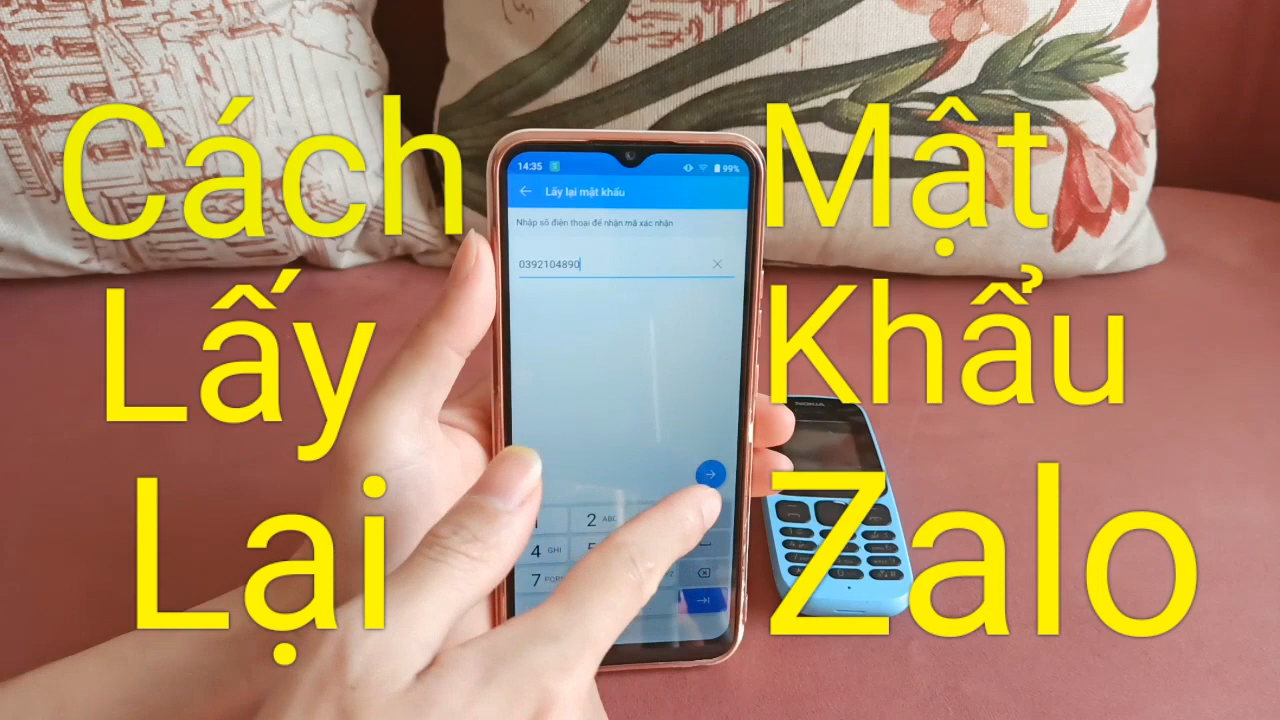 Cách
Lấy
Lại
Mật
Khẩu
Zalo
14:35
99%
Lấy lại mật khẩu
Nhập số điện thoại để nhận mã xác nhận
0392104890
2 ABC
4 GHI
7 PQRS
NOKIA